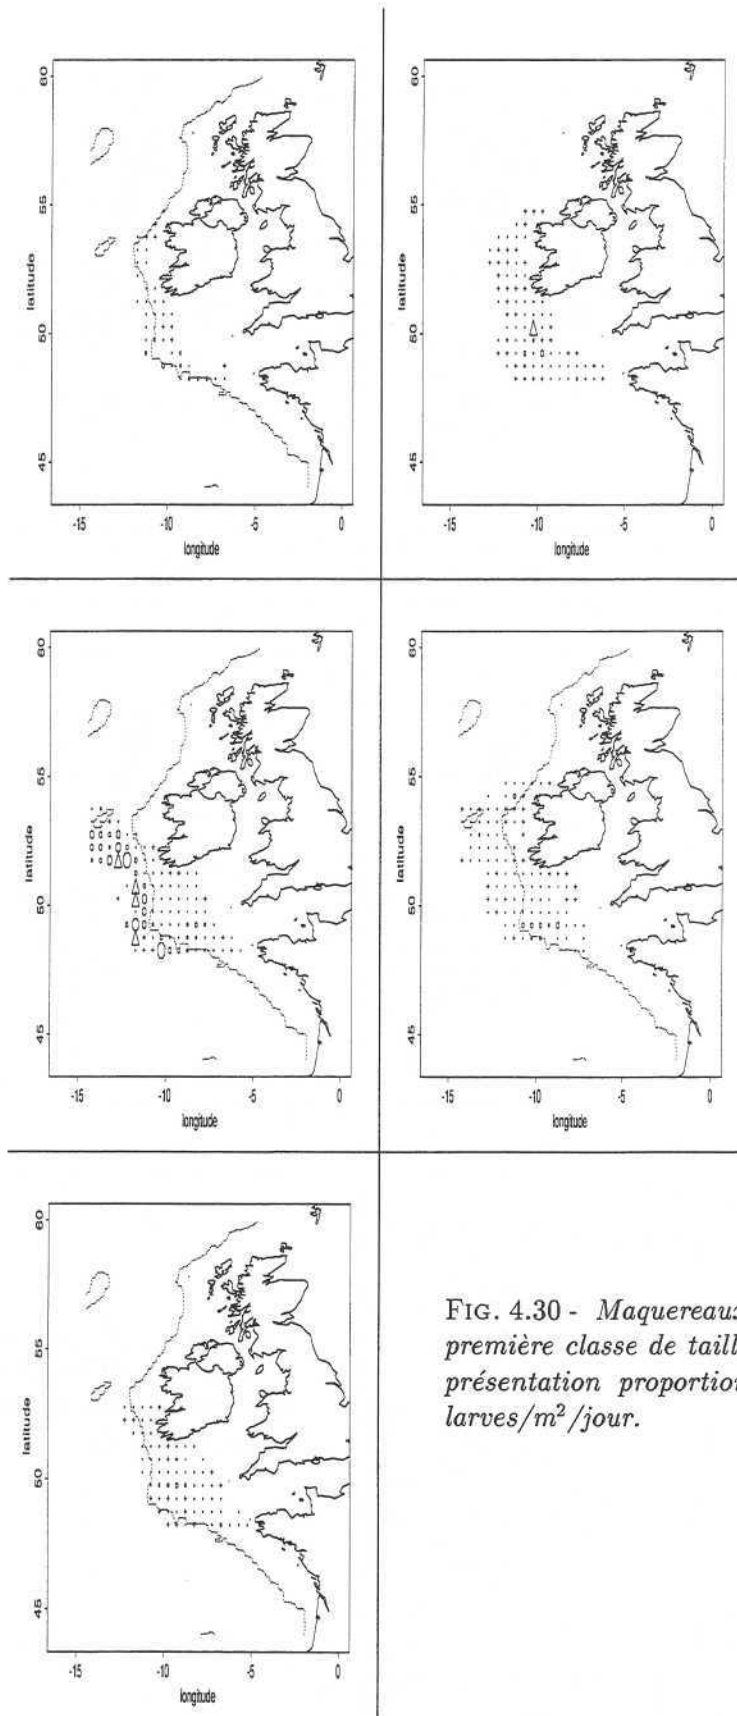 60
55
50
45
latitude
-15
-10
-5
0
longitude
60
55
50
45
latitude
-15
-10
-5
0
longitude
60
55
50
45
latitude
-15
-10
-5
0
longitude
60
55
50
45
latitude
-15
-10
-5
0
longitude
60
55
50
45
latitude
-15
-10
-5
0
longitude
FIG. 4.30 - Maquereau
première classe de taill
présentation proportion
larves/m²/jour.